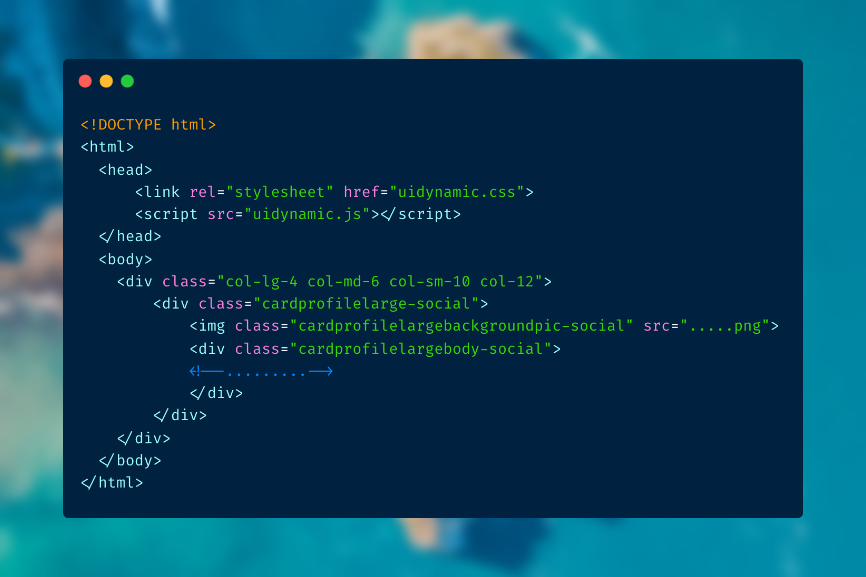 <!DOCTYPE html>
<html>
<head>
<link rel="stylesheet" href="uidynamic.css">
<script src="uidynamic.js"></script>
</head>
<body>
<div class="col-lg-4 col-md-6 col-sm-10 col-12">
<div class="cardprofilelarge-social">
<img class="cardprofilelargebackgroundpic-social" src=".....png">
<div class="cardprofilelargebody-social">
<!--.........-->
</div>
</div>
</div>
</body>
</html>